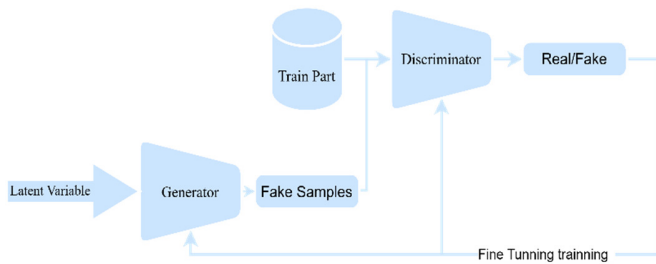 Train Part
Discriminator
Real/Fake
Latent Variable
Generator
Fake Samples
Fine Tunning trainning